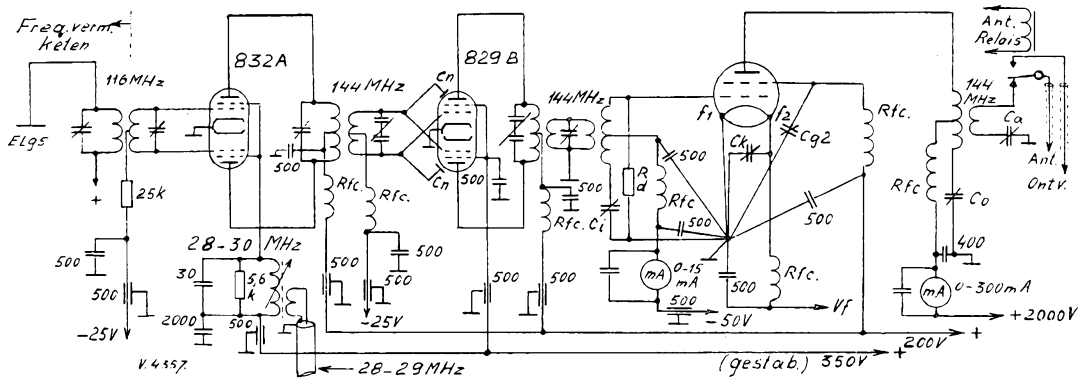 Freq.verm.
keten
116MHz
832A
144MHz
Cn
829B
144MHz
f1
f2
Ck
Cg2
Rfc.
Ant.
Relais
144
MHz
Ca
Ant.
Ontv.
ELg5
+
25k
500
500
-25V
500
Rfc.
Rfc.
500
Cn
500
500
Rfc.
Ci
R
d
500
Rfc
500
500
Rfc
Co
400
28-30 MHz
30
5,6
k
2000
500
500
500
-25V
500
500
mA
0-15
mA
500
-50V
500
Rfc.
Vf
mA
0-300mA
+2000V
200V
+
V.4357.
28-29MHz
(gestab.) 350V
+